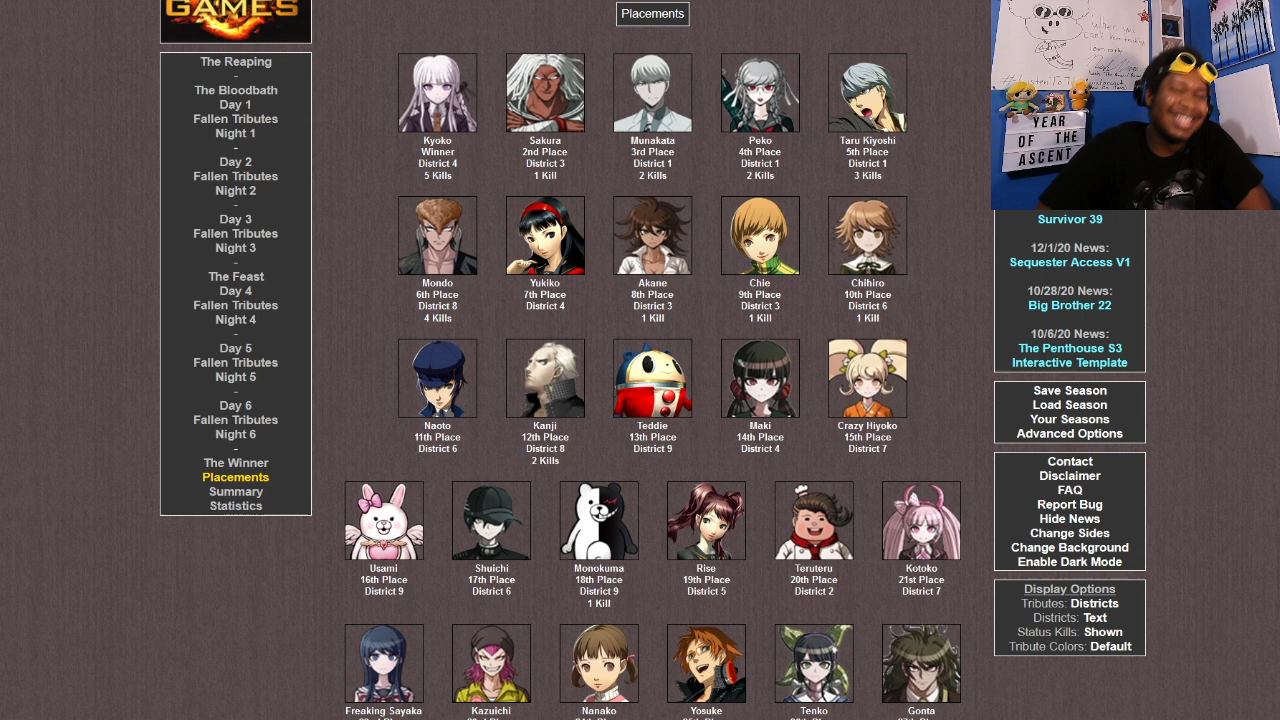 GAMES
The Reaping
-
The Bloodbath
Day 1
Fallen Tributes
Night 1
-
Day 2
Fallen Tributes
Night 2
-
Day 3
Fallen Tributes
Night 3
-
The Feast
Day 4
Fallen Tributes
Night 4
-
Day 5
Fallen Tributes
Night 5
-
Day 6
Fallen Tributes
Night 6
-
The Winner
Placements
Summary
Statistics
Placements
Kyoko
Winner
District 4
5 Kills
Sakura
2nd Place
District 3
1 Kill
Munakata
3rd Place
District 1
2 Kills
Peko
4th Place
District 1
2 Kills
Taru Kiyoshi
5th Place
District 1
3 Kills
Mondo
6th Place
District 8
4 Kills
Yukiko
7th Place
District 4
Akane
8th Place
District 3
1 Kill
Chie
9th Place
District 3
1 Kill
Chihiro
10th Place
District 6
1 Kill
Naoto
11th Place
District 6
Kanji
12th Place
District 8
2 Kills
Teddie
13th Place
District 9
Maki
14th Place
District 4
Crazy Hiyoko
15th Place
District 7
Usami
16th Place
District 9
Shuichi
17th Place
District 6
Monokuma
18th Place
District 9
1 Kill
Rise
19th Place
District 5
Teruteru
20th Place
District 2
Kotoko
21st Place
District 7
Freaking Sayaka
Kazuichi
Nanako
Yosuke
Tenko
Gonta
YEAR
OF THE
ASCENT
Survivor 39
12/1/20 News:
Sequester Access V1
10/28/20 News:
Big Brother 22
10/6/20 News:
The Penthouse S3
Interactive Template
Save Season
Load Season
Your Seasons
Advanced Options
Contact
Disclaimer
FAQ
Report Bug
Hide News
Change Sides
Change Background
Enable Dark Mode
Display Options
Tributes: Districts
Districts: Text
Status Kills: Shown
Tribute Colors: Default